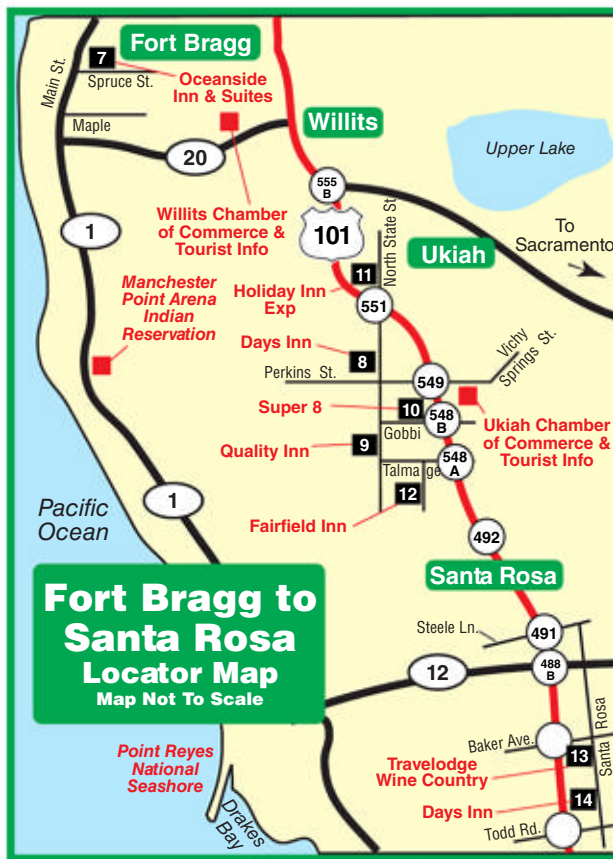 Fort Bragg
7
Main St.
Spruce St.
Oceanside
Inn & Suites
Maple
Willits
20
Upper Lake
555
B
Willits Chamber
of Commerce &
Tourist Info
1
101
North State St.
Ukiah
To
Sacramento
11
Manchester
Point Arena
Indian
Reservation
Holiday Inn
Exp
551
Days Inn
8
Vichy
Springs St.
Perkins St.
549
Super 8
10
548
B
Gobbi
Ukiah Chamber
of Commerce &
Tourist Info
Quality Inn
9
548
A
Talmage
12
1
Pacific
Ocean
Fairfield Inn
492
Santa Rosa
Fort Bragg to
Santa Rosa
Locator Map
Map Not To Scale
Steele Ln.
491
12
488
B
Santa Rosa
Point Reyes
National
Seashore
Baker Ave.
Travelodge
Wine Country
13
Days Inn
14
Drakes
Bay
Todd Rd.